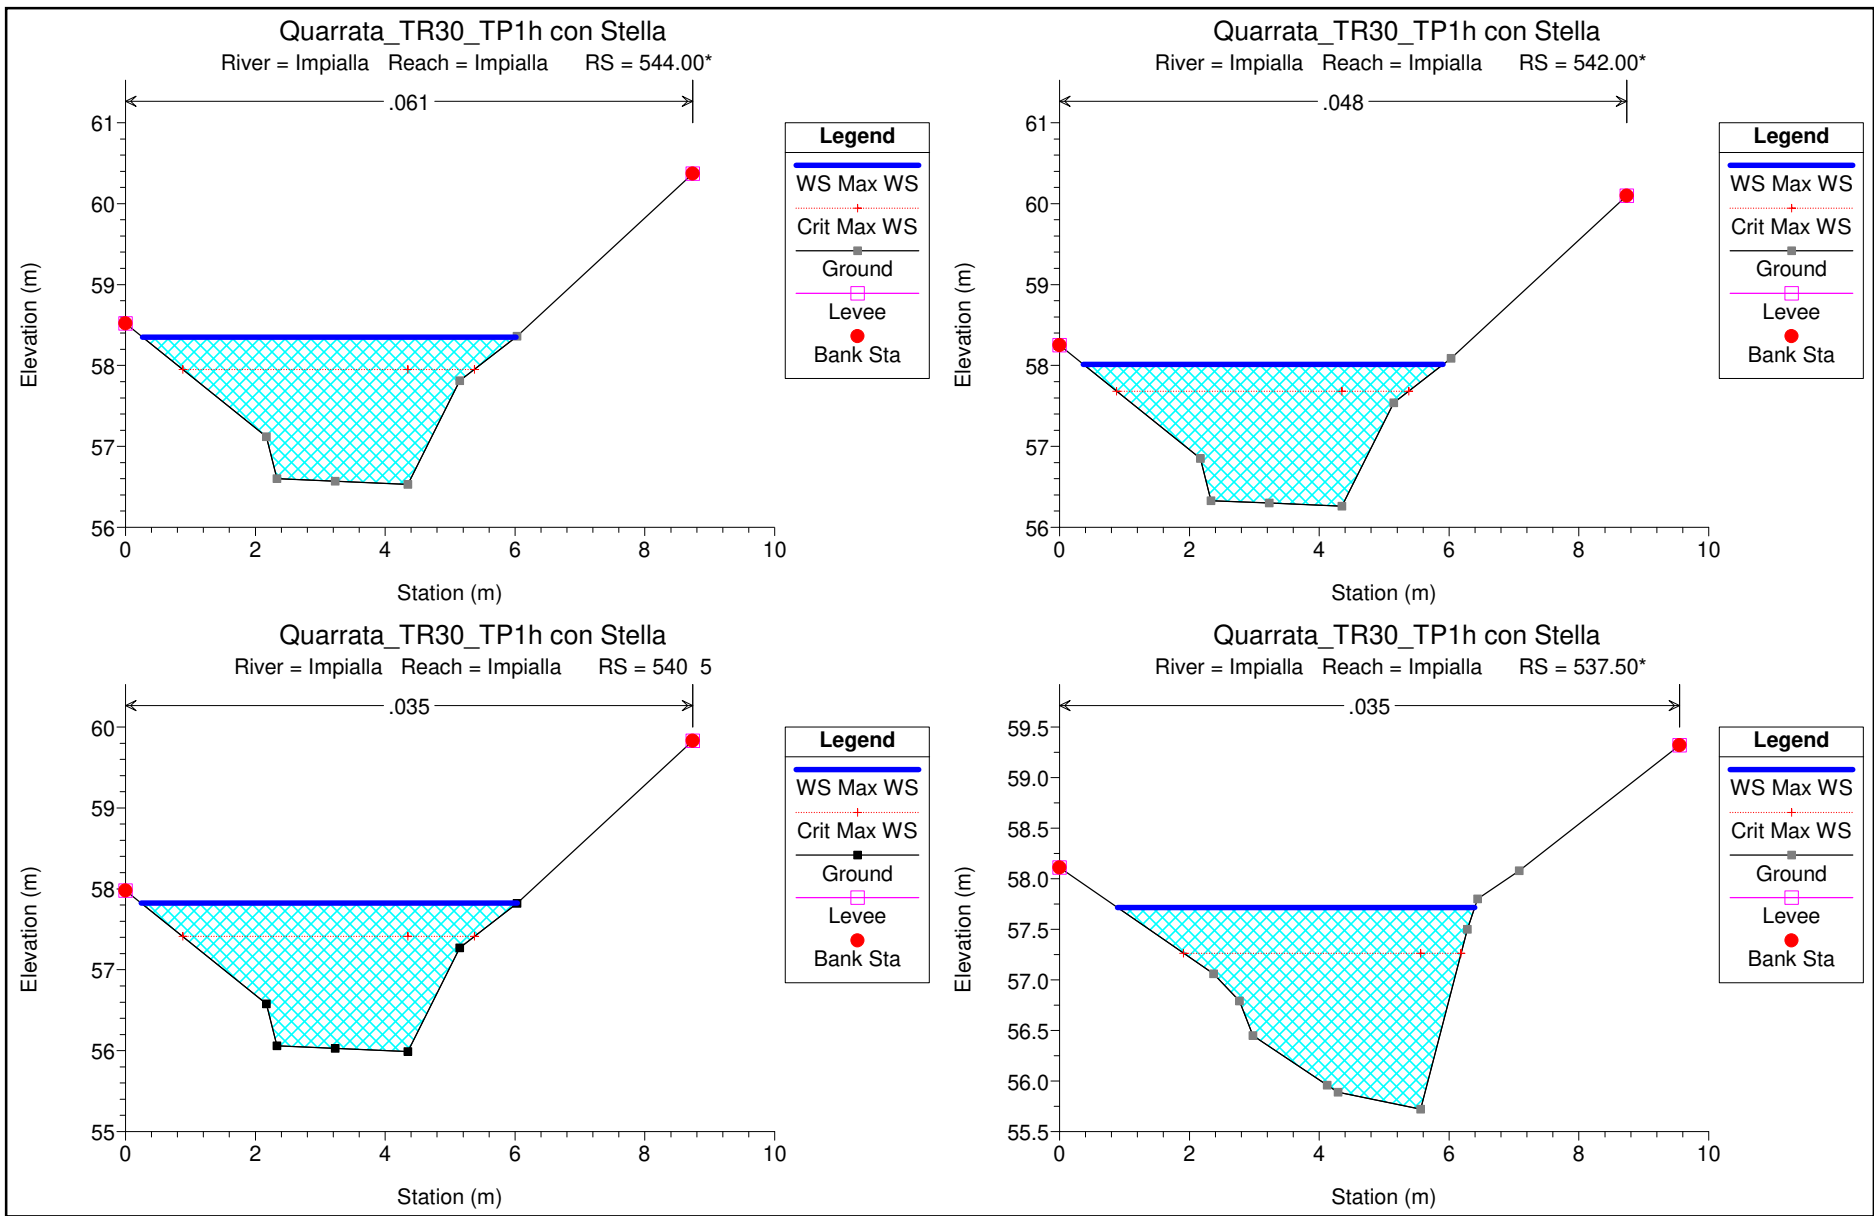 Quarrata_TR30_TP1h con Stella
River = Impialla Reach = Impialla RS = 544.00*
.061
61
60
59
58
57
56
0 2 4 6 8 10
Elevation (m)
Station (m)
Legend
WS Max WS
Crit Max WS
Ground
Levee
Bank Sta
Quarrata_TR30_TP1h con Stella
River = Impialla Reach = Impialla RS = 542.00*
.048
61
60
59
58
57
56
0 2 4 6 8 10
Elevation (m)
Station (m)
Legend
WS Max WS
Crit Max WS
Ground
Levee
Bank Sta
Quarrata_TR30_TP1h con Stella
River = Impialla Reach = Impialla RS = 540 5
.035
60
59
58
57
56
55
0 2 4 6 8 10
Elevation (m)
Station (m)
Legend
WS Max WS
Crit Max WS
Ground
Levee
Bank Sta
Quarrata_TR30_TP1h con Stella
River = Impialla Reach = Impialla RS = 537.50*
.035
59.5
59.0
58.5
58.0
57.5
57.0
56.5
56.0
55.5
0 2 4 6 8 10
Elevation (m)
Station (m)
Legend
WS Max WS
Crit Max WS
Ground
Levee
Bank Sta